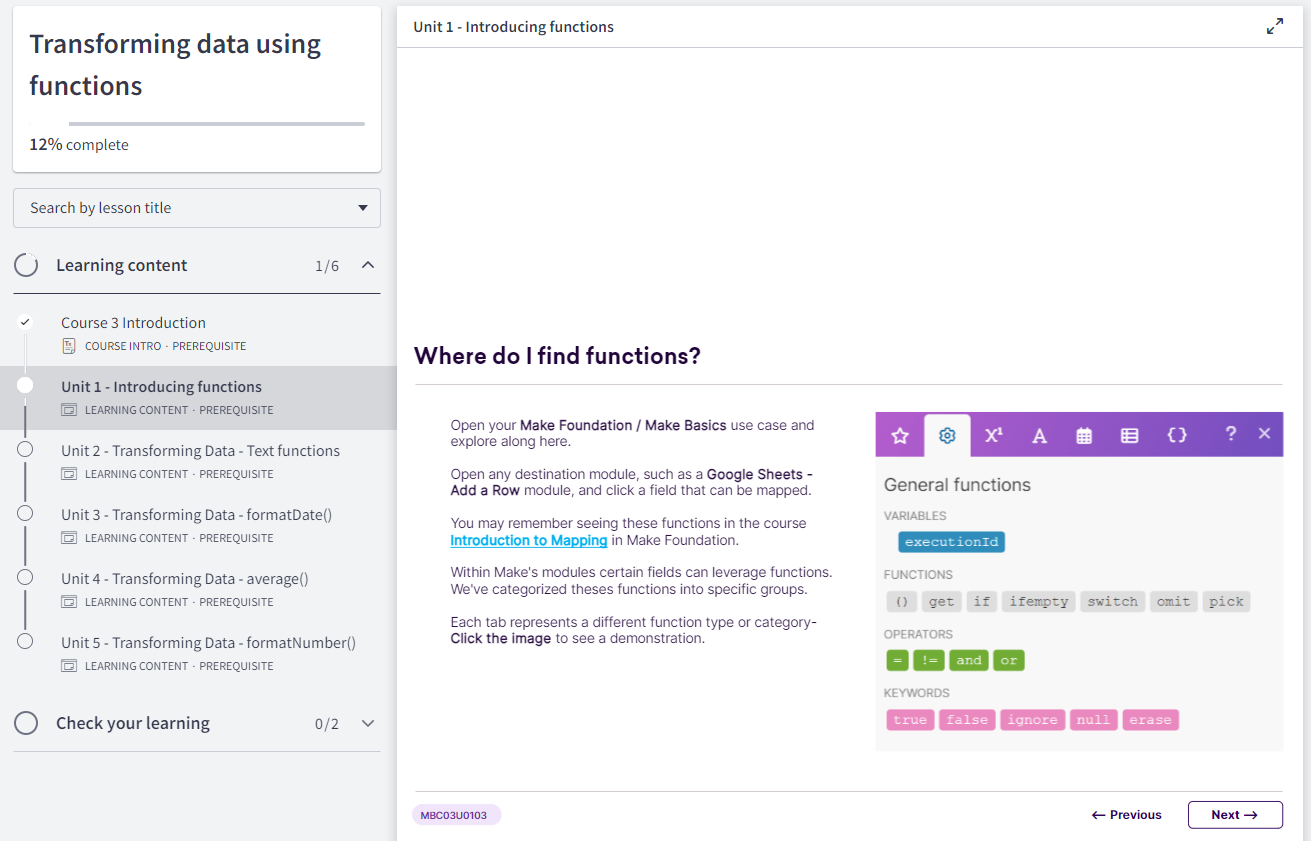 Transforming data using
functions
12% complete
Search by lesson title
Learning content 1/6
Course 3 Introduction
COURSE INTRO · PREREQUISITE
Unit 1 - Introducing functions
LEARNING CONTENT · PREREQUISITE
Unit 2 - Transforming Data - Text functions
LEARNING CONTENT · PREREQUISITE
Unit 3 - Transforming Data - formatDate()
LEARNING CONTENT · PREREQUISITE
Unit 4 - Transforming Data - average()
LEARNING CONTENT · PREREQUISITE
Unit 5 - Transforming Data - formatNumber()
LEARNING CONTENT · PREREQUISITE
Check your learning 0/2
Unit 1 - Introducing functions
Where do I find functions?
Open your Make Foundation / Make Basics use case and
explore along here.
Open any destination module, such as a Google Sheets -
Add a Row module, and click a field that can be mapped.
You may remember seeing these functions in the course
Introduction to Mapping in Make Foundation.
Within Make's modules certain fields can leverage functions.
We've categorized theses functions into specific groups.
Each tab represents a different function type or category-
Click the image to see a demonstration.
X¹ A {} ? ×
General functions
VARIABLES
executionId
FUNCTIONS
() get if ifempty switch omit pick
OPERATORS
= != and or
KEYWORDS
true false ignore null erase
MBC03U0103
← Previous Next →